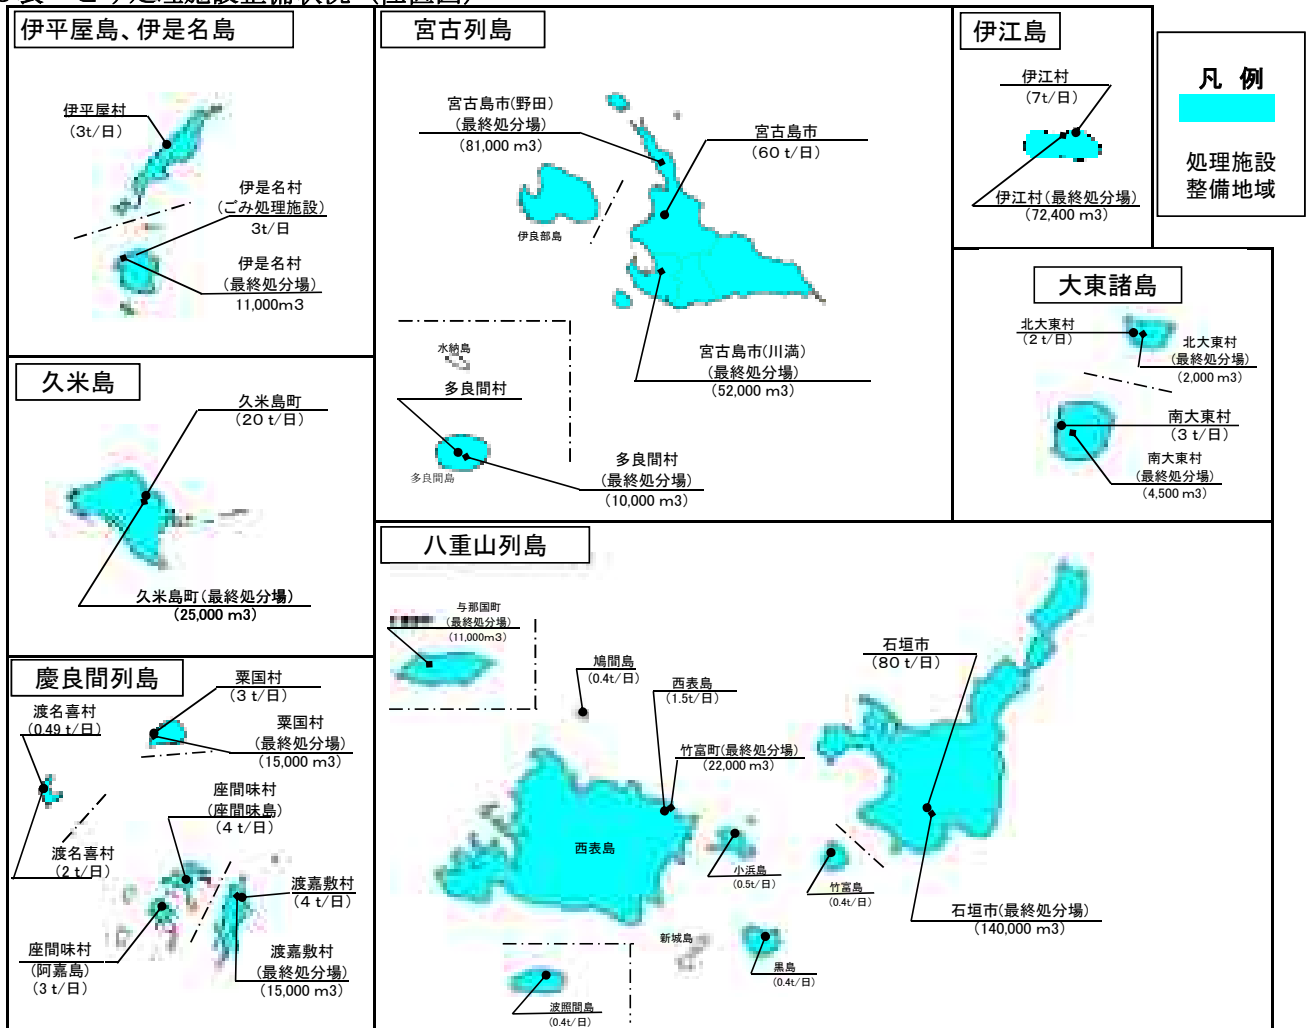 伊平屋島、伊是名島
伊平屋村
(3t/日)
伊是名村
(ごみ処理施設)
3t/日
伊是名村
(最終処分場)
11,000m3
宮古列島
宮古島市(野田)
(最終処分場)
(81,000 m3)
宮古島市
(60 t/日)
伊良部島
水納島
多良間村
多良間島
宮古島市(川満)
(最終処分場)
(52,000 m3)
多良間村
(最終処分場)
(10,000 m3)
伊江島
伊江村
(7t/日)
伊江村(最終処分場)
(72,400 m3)
凡 例
処理施設
整備地域
大東諸島
北大東村
(2 t/日)
北大東村
(最終処分場)
(2,000 m3)
南大東村
(3 t/日)
南大東村
(最終処分場)
(4,500 m3)
久米島
久米島町
(20 t/日)
久米島町(最終処分場)
(25,000 m3)
慶良間列島
粟国村
(3 t/日)
渡名喜村
(0.49 t/日)
粟国村
(最終処分場)
(15,000 m3)
座間味村
(座間味島)
(4 t/日)
渡名喜村
(2 t/日)
渡嘉敷村
(4 t/日)
座間味村
(阿嘉島)
(3 t/日)
渡嘉敷村
(最終処分場)
(15,000 m3)
八重山列島
与那国町
(最終処分場)
(11,000m3)
鳩間島
(0.4t/日)
西表島
(1.5t/日)
竹富町(最終処分場)
(22,000 m3)
石垣市
(80 t/日)
西表島
小浜島
(0.5t/日)
竹富島
(0.4t/日)
石垣市(最終処分場)
(140,000 m3)
新城島
黒島
(0.4t/日)
波照間島
(0.4t/日)